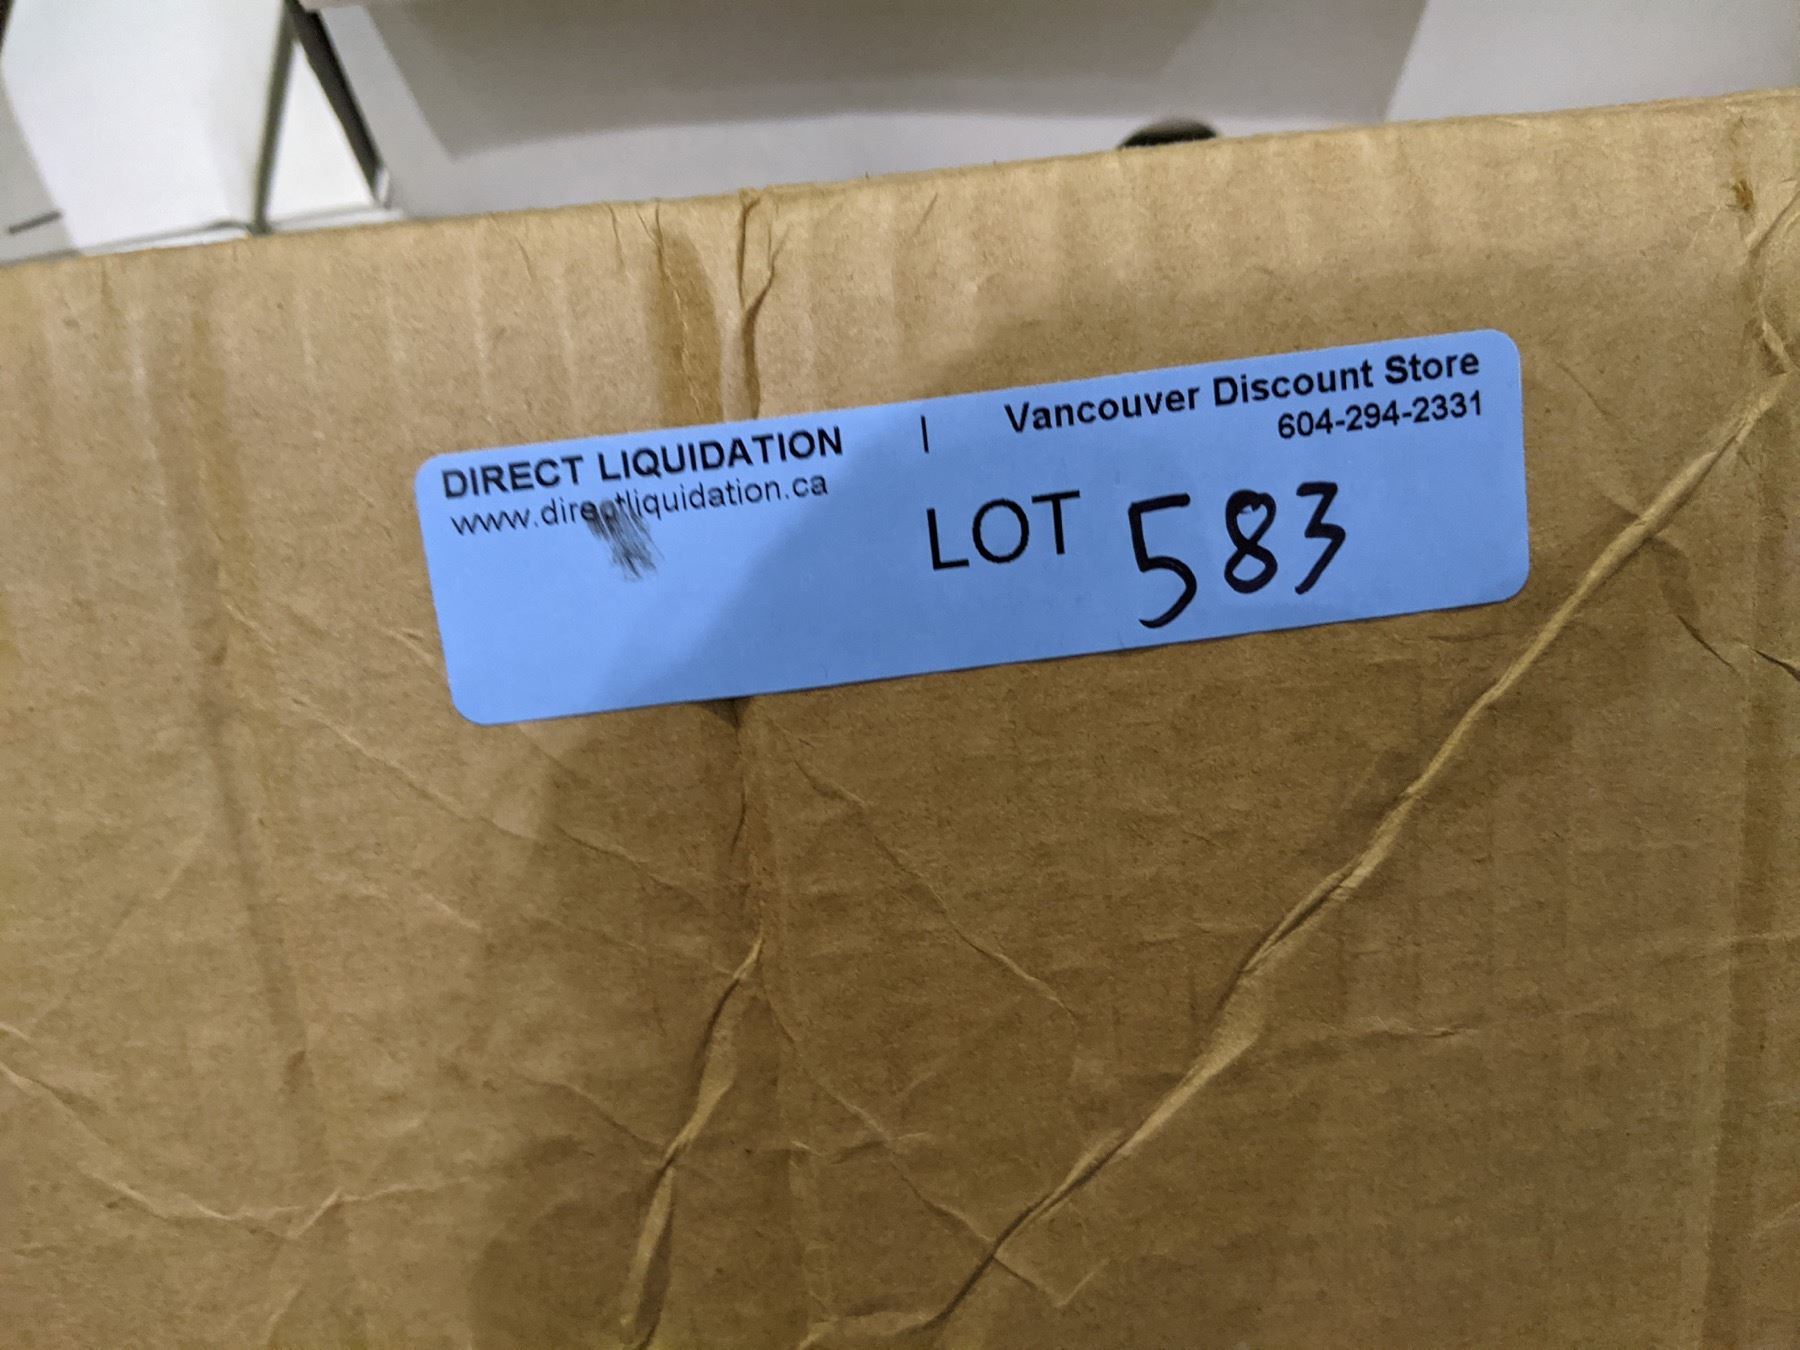 DIRECT LIQUIDATION | Vancouver Discount Store
www.directliquidation.ca 604-294-2331
LOT 583